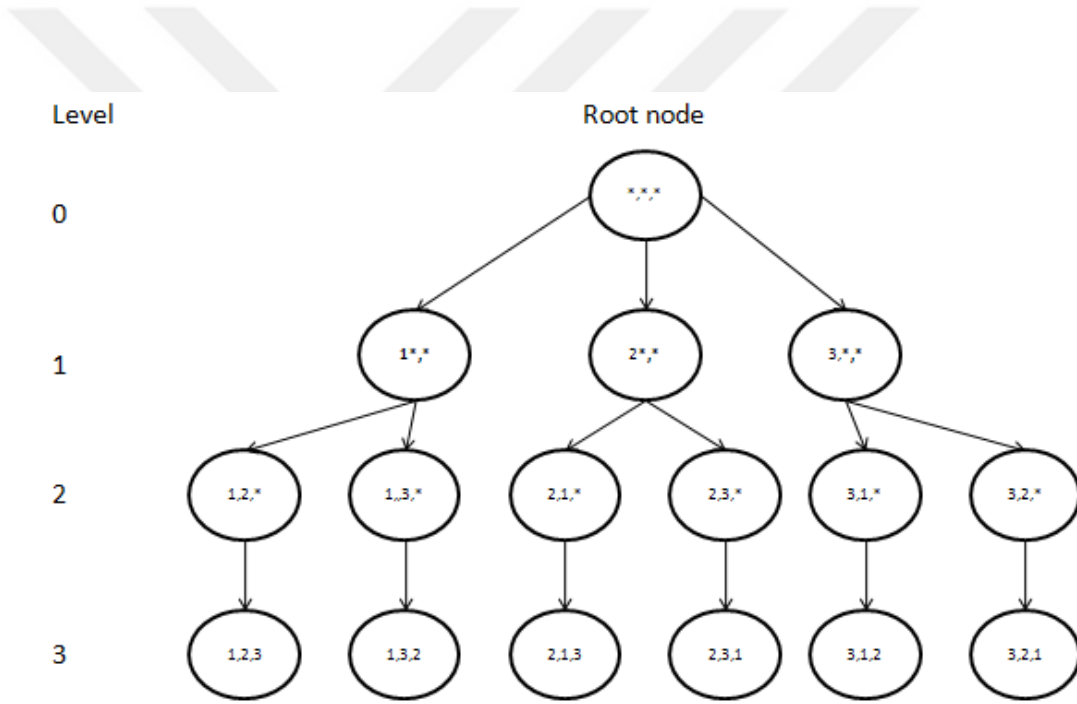 Level Root node
0 *,*,*
1 1*,* 2*,* 3,*,*
2 1,2,* 1,,3,* 2,1,* 2,3,* 3,1,* 3,2,*
3 1,2,3 1,3,2 2,1,3 2,3,1 3,1,2 3,2,1